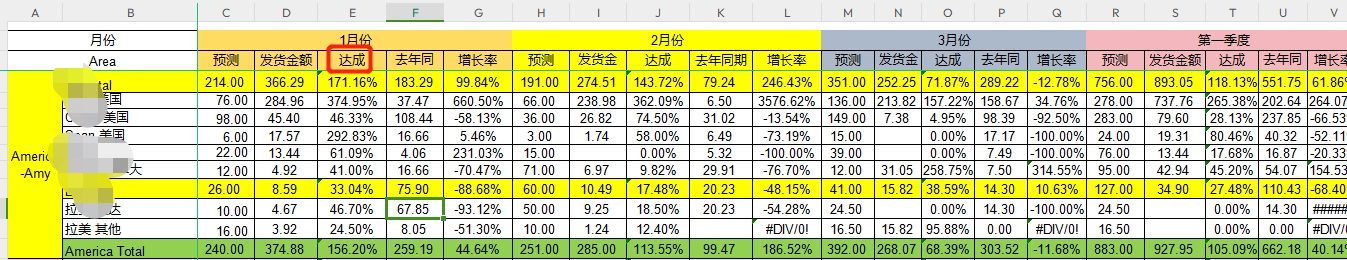 A B C D E F G H I J K L M N O P Q R S T U V
月份 1月份 2月份 3月份 第一季度
Area 预测 发货金额 达成 去年同 增长率 预测 发货金 达成 去年同期 增长率 预测 发货金 达成 去年同 增长率 预测 发货金额 达成 去年同 增长率
tal 214.00 366.29 171.16% 183.29 99.84% 191.00 274.51 143.72% 79.24 246.43% 351.00 252.25 71.87% 289.22 -12.78% 756.00 893.05 118.13% 551.75 61.86%
美国 76.00 284.96 374.95% 37.47 660.50% 66.00 238.98 362.09% 6.50 3576.62% 136.00 213.82 157.22% 158.67 34.76% 278.00 737.76 265.38% 202.64 264.07
美国 98.00 45.40 46.33% 108.44 -58.13% 36.00 26.82 74.50% 31.02 -13.54% 149.00 7.38 4.95% 98.39 -92.50% 283.00 79.60 28.13% 237.85 -66.53
美国 6.00 17.57 292.83% 16.66 5.46% 3.00 1.74 58.00% 6.49 -73.19% 15.00 0.00% 17.17 -100.00% 24.00 19.31 80.46% 40.32 -52.11
22.00 13.44 61.09% 4.06 231.03% 15.00 0.00% 5.32 -100.00% 39.00 0.00% 7.49 -100.00% 76.00 13.44 17.68% 16.87 -20.33
Americ
-Amy
大 12.00 4.92 41.00% 16.66 -70.47% 71.00 6.97 9.82% 29.91 -76.70% 12.00 31.05 258.75% 7.50 314.55% 95.00 42.94 45.20% 54.07 154.53
26.00 8.59 33.04% 75.90 -88.68% 60.00 10.49 17.48% 20.23 -48.15% 41.00 15.82 38.59% 14.30 10.63% 127.00 34.90 27.48% 110.43 -68.40
拉 达 10.00 4.67 46.70% 67.85 -93.12% 50.00 9.25 18.50% 20.23 -54.28% 24.50 0.00% 14.30 -100.00% 24.50 0.00% 14.30 #####
拉美 其他 16.00 3.92 24.50% 8.05 -51.30% 10.00 1.24 12.40% #DIV/0! 16.50 15.82 95.88% 0.00 #DIV/0! 16.50 0.00% 0.00 #DIV/0
America Total 240.00 374.88 156.20% 259.19 44.64% 251.00 285.00 113.55% 99.47 186.52% 392.00 268.07 68.39% 303.52 -11.68% 883.00 927.95 105.09% 662.18 40.14%